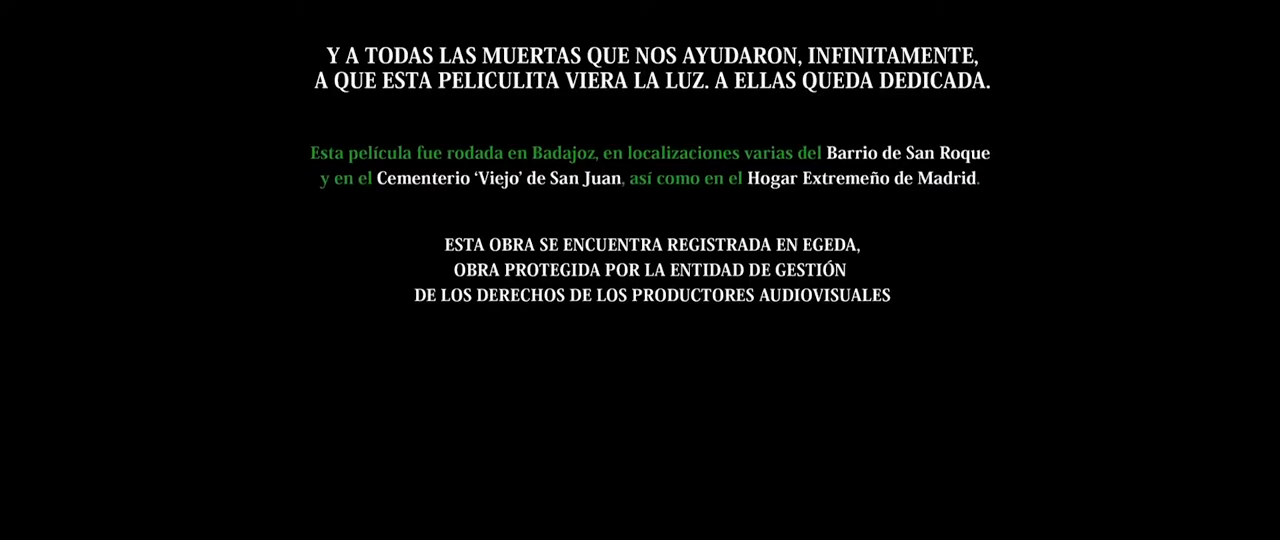 Y A TODAS LAS MUERTAS QUE NOS AYUDARON, INFINITAMENTE,
A QUE ESTA PELICULITA VIERA LA LUZ. A ELLAS QUEDA DEDICADA.
Esta película fue rodada en Badajoz, en localizaciones varias del Barrio de San Roque
y en el Cementerio ‘Viejo’ de San Juan, así como en el Hogar Extremeño de Madrid.
ESTA OBRA SE ENCUENTRA REGISTRADA EN EGEDA,
OBRA PROTEGIDA POR LA ENTIDAD DE GESTIÓN
DE LOS DERECHOS DE LOS PRODUCTORES AUDIOVISUALES